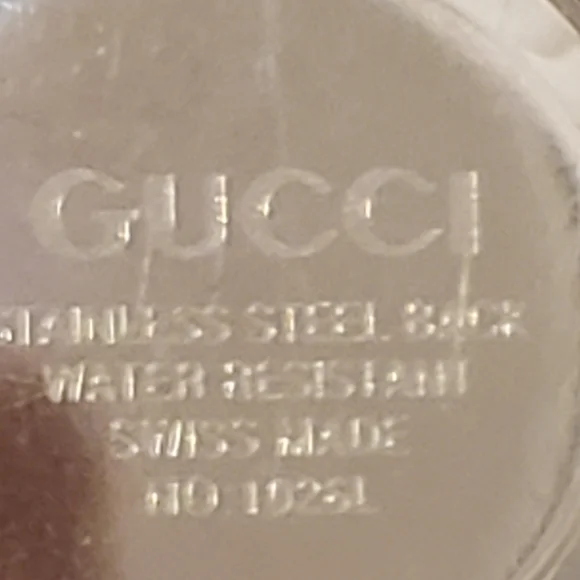 GUCCI
STAINLESS STEEL BACK
WATER RESISTANT
SWISS MADE
NO.